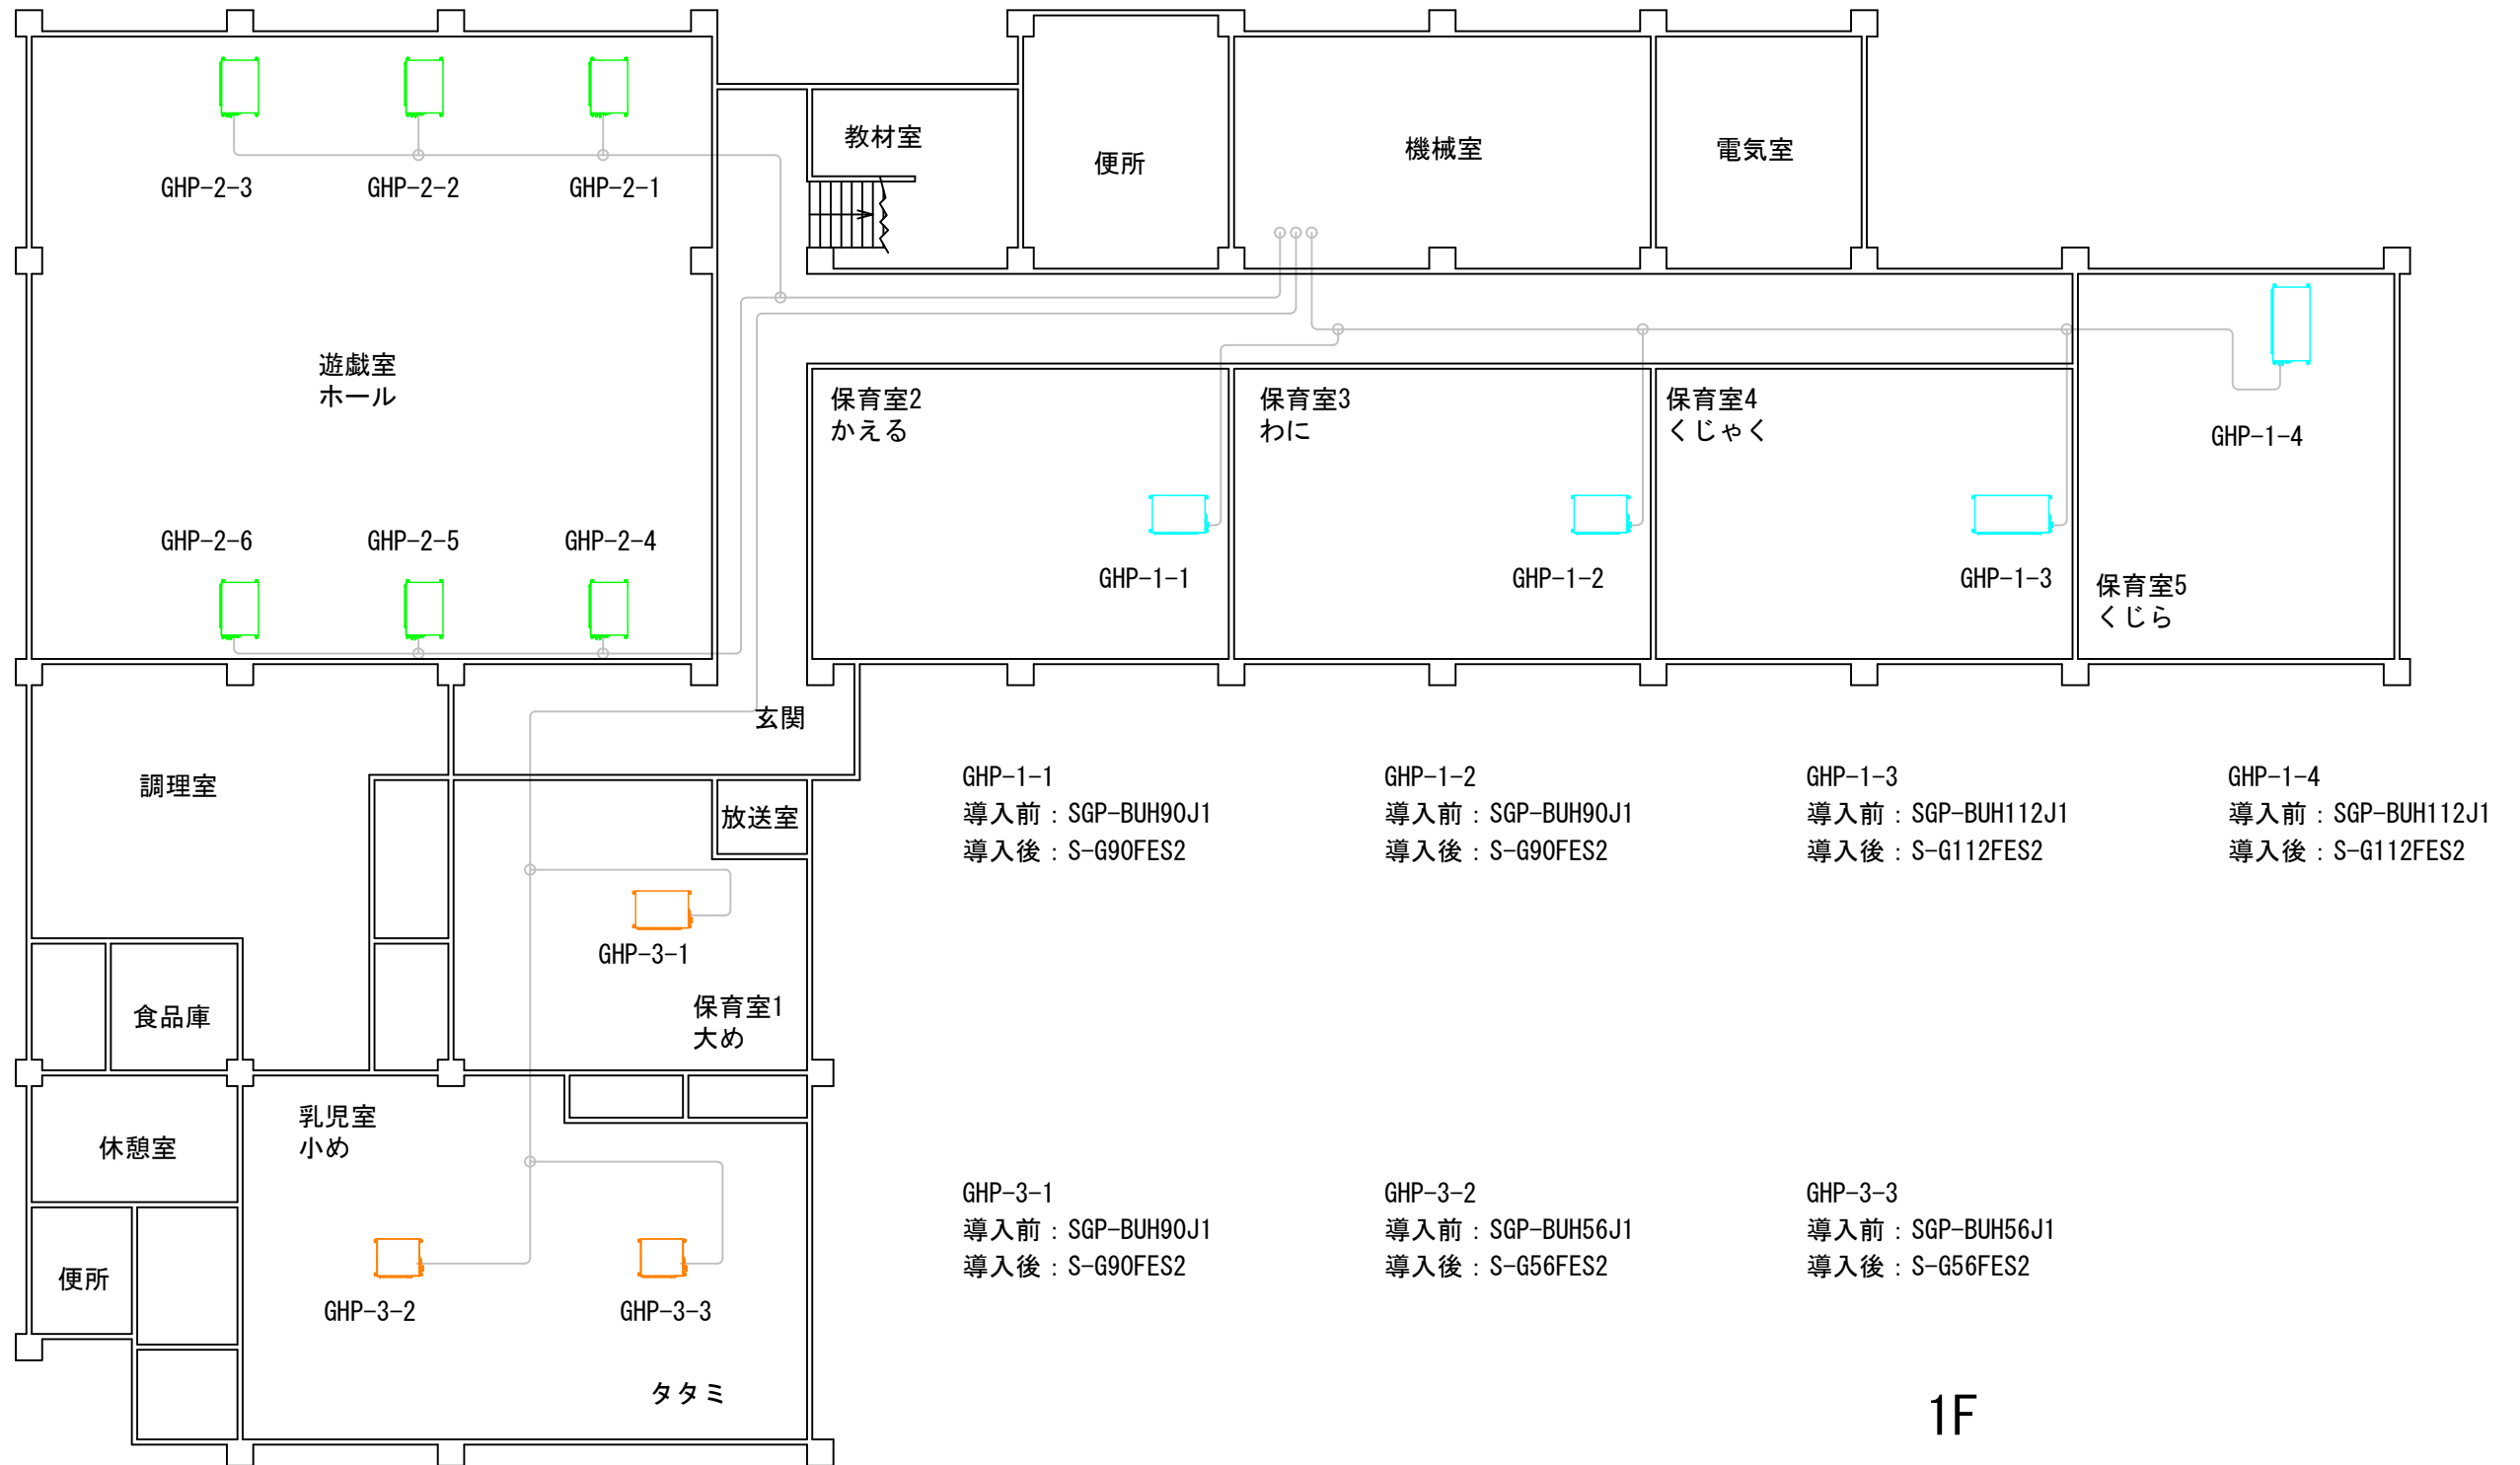 教材室
便所
機械室
電気室
GHP-2-3
GHP-2-2
GHP-2-1
遊戯室
ホール
保育室2
かえる
保育室3
わに
保育室4
くじゃく
GHP-1-4
GHP-2-6
GHP-2-5
GHP-2-4
GHP-1-1
GHP-1-2
GHP-1-3
保育室5
くじら
玄関
調理室
放送室
GHP-1-1
導入前：SGP-BUH90J1
導入後：S-G90FES2
GHP-1-2
導入前：SGP-BUH90J1
導入後：S-G90FES2
GHP-1-3
導入前：SGP-BUH112J1
導入後：S-G112FES2
GHP-1-4
導入前：SGP-BUH112J1
導入後：S-G112FES2
GHP-3-1
保育室1
大め
食品庫
乳児室
小め
休憩室
GHP-3-1
導入前：SGP-BUH90J1
導入後：S-G90FES2
GHP-3-2
導入前：SGP-BUH56J1
導入後：S-G56FES2
GHP-3-3
導入前：SGP-BUH56J1
導入後：S-G56FES2
便所
GHP-3-2
GHP-3-3
タタミ
1F